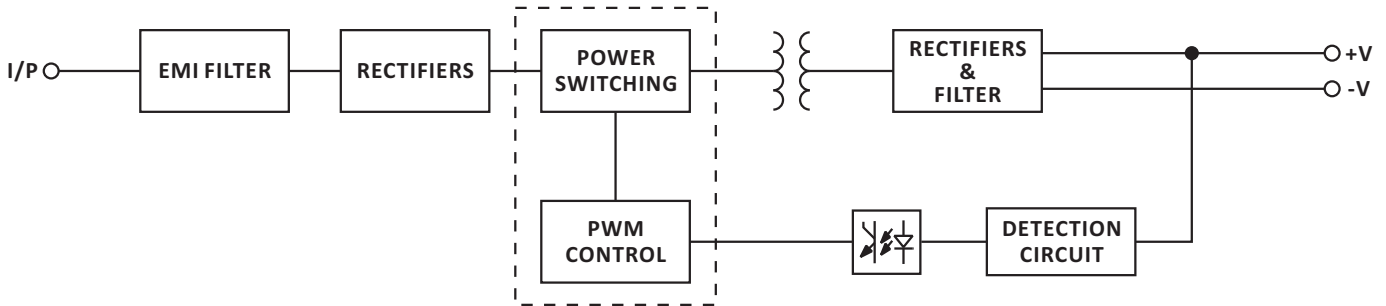 I/P
EMI FILTER
RECTIFIERS
POWER
SWITCHING
RECTIFIERS
&
FILTER
+V
-V
PWM
CONTROL
DETECTION
CIRCUIT